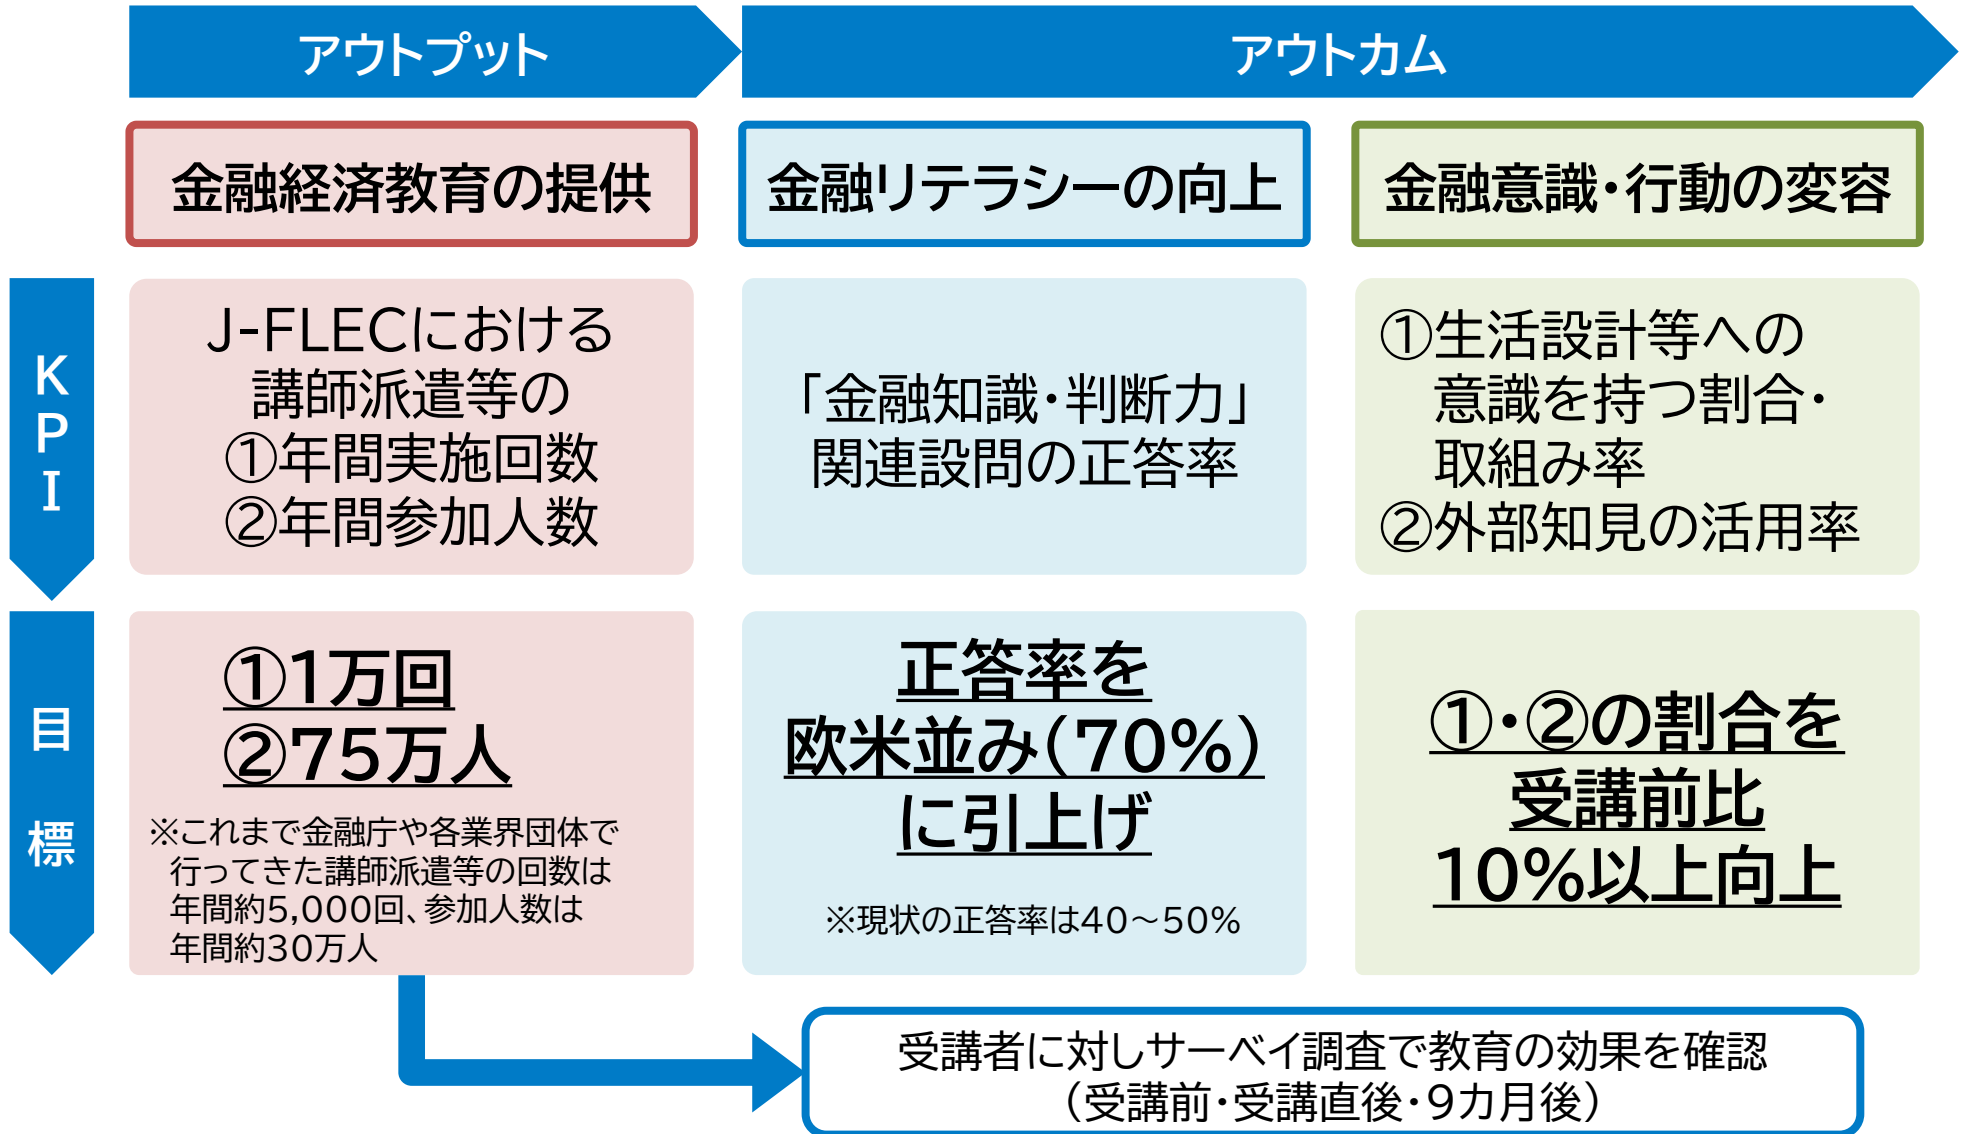 アウトプット
アウトカム
金融経済教育の提供
金融リテラシーの向上
金融意識・行動の変容
KPI
J-FLECにおける
講師派遣等の
①年間実施回数
②年間参加人数
「金融知識・判断力」
関連設問の正答率
①生活設計等への
意識を持つ割合・
取組み率
②外部知見の活用率
目標
①1万回
②75万人
※これまで金融庁や各業界団体で
行ってきた講師派遣等の回数は
年間約5,000回、参加人数は
年間約30万人
正答率を
欧米並み（70%）
に引上げ
※現状の正答率は40～50%
①・②の割合を
受講前比
10%以上向上
受講者に対しサーベイ調査で教育の効果を確認
（受講前・受講直後・9カ月後）